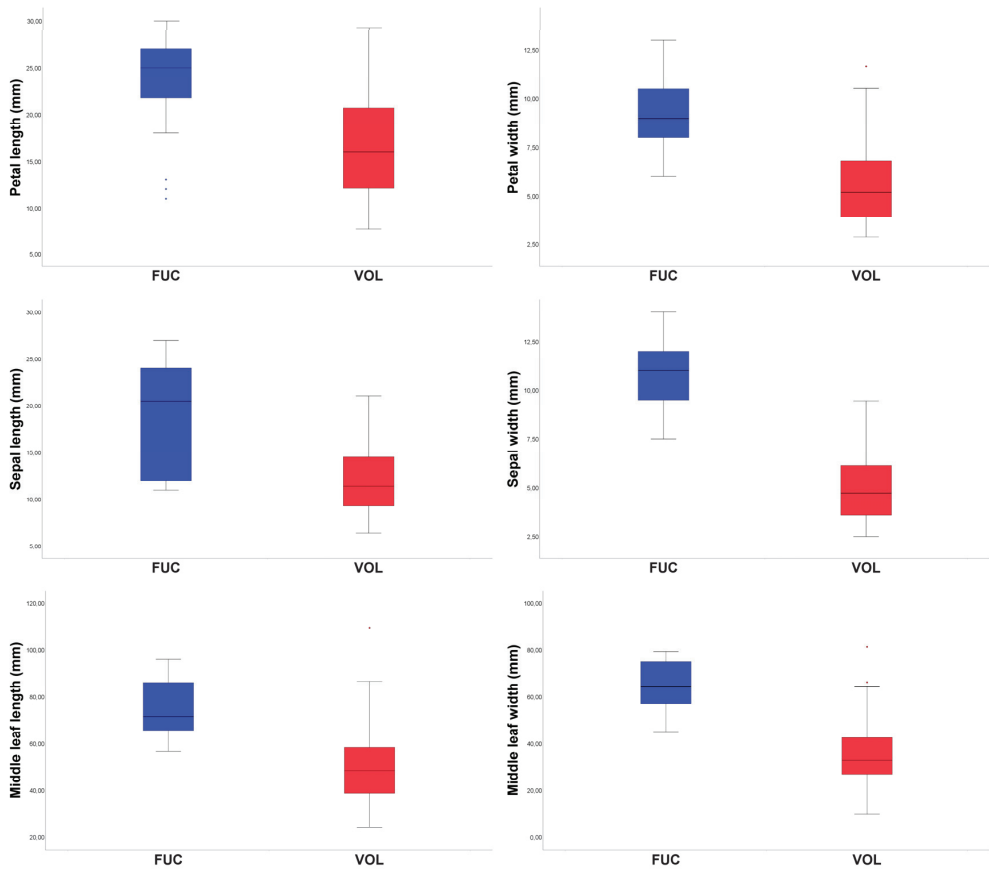 Petal length (mm)
30,00
25,00
20,00
15,00
10,00
5,00
FUC VOL
Petal width (mm)
12.50
10,00
7.50
5,00
2.50
FUC VOL
Sepal length (mm)
30,00
25,00
20,00
10,00
10,00
5,00
FUC VOL
Sepal width (mm)
12.50
10,00
7.50
5,00
2.50
FUC VOL
Middle leaf length (mm)
120,00
100,00
80,00
60,00
40,00
20,00
FUC VOL
Middle leaf width (mm)
100,00
80,00
60,00
40,00
20,00
0,00
FUC VOL